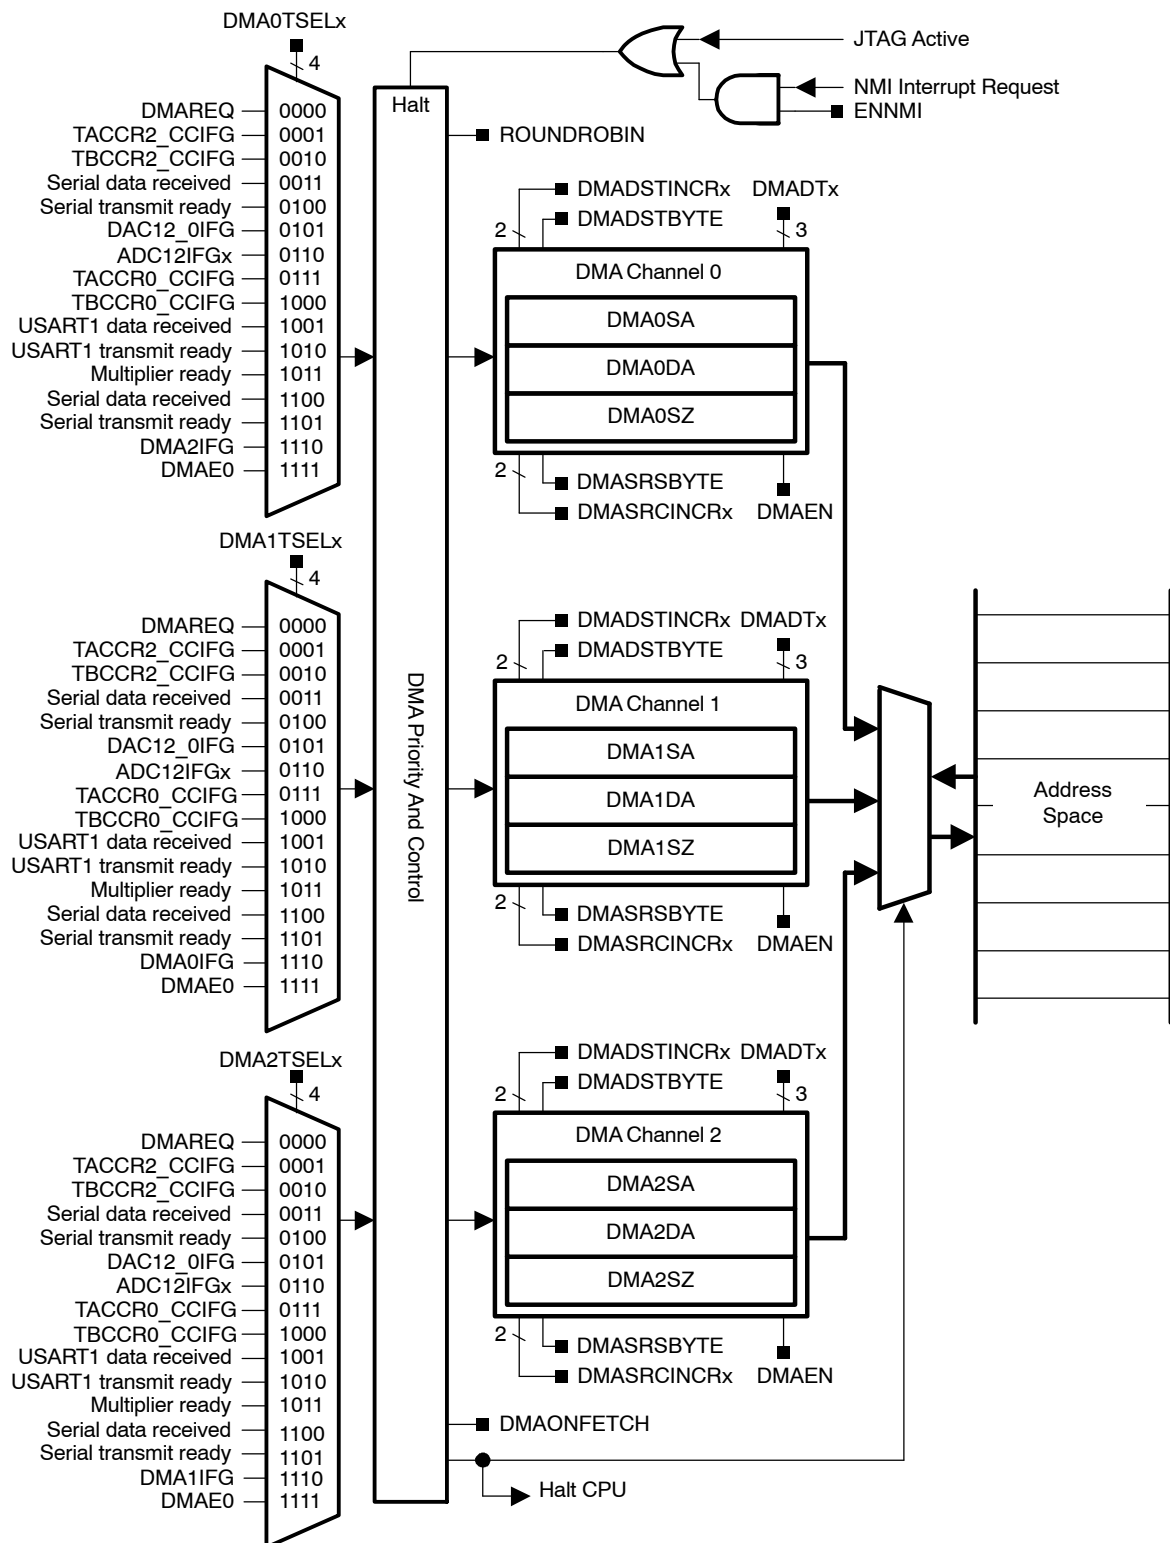 DMA0TSELx
4
DMAREQ 0000
TACCR2_CCIFG 0001
TBCCR2_CCIFG 0010
Serial data received 0011
Serial transmit ready 0100
DAC12_0IFG 0101
ADC12IFGx 0110
TACCR0_CCIFG 0111
TBCCR0_CCIFG 1000
USART1 data received 1001
USART1 transmit ready 1010
Multiplier ready 1011
Serial data received 1100
Serial transmit ready 1101
DMA2IFG 1110
DMAE0 1111
DMA1TSELx
4
DMAREQ 0000
TACCR2_CCIFG 0001
TBCCR2_CCIFG 0010
Serial data received 0011
Serial transmit ready 0100
DAC12_0IFG 0101
ADC12IFGx 0110
TACCR0_CCIFG 0111
TBCCR0_CCIFG 1000
USART1 data received 1001
USART1 transmit ready 1010
Multiplier ready 1011
Serial data received 1100
Serial transmit ready 1101
DMA0IFG 1110
DMAE0 1111
DMA2TSELx
4
DMAREQ 0000
TACCR2_CCIFG 0001
TBCCR2_CCIFG 0010
Serial data received 0011
Serial transmit ready 0100
DAC12_0IFG 0101
ADC12IFGx 0110
TACCR0_CCIFG 0111
TBCCR0_CCIFG 1000
USART1 data received 1001
USART1 transmit ready 1010
Multiplier ready 1011
Serial data received 1100
Serial transmit ready 1101
DMA1IFG 1110
DMAE0 1111
Halt
DMA Priority And Control
JTAG Active
NMI Interrupt Request
ENNMI
ROUNDROBIN
DMADSTINCRx DMADTx
DMADSTBYTE
2 3
DMA Channel 0
DMA0SA
DMA0DA
DMA0SZ
2 DMASRSBYTE
DMASRCINCRx DMAEN
DMADSTINCRx DMADTx
DMADSTBYTE
2 3
DMA Channel 1
DMA1SA
DMA1DA
DMA1SZ
2 DMASRSBYTE
DMASRCINCRx DMAEN
DMADSTINCRx DMADTx
DMADSTBYTE
2 3
DMA Channel 2
DMA2SA
DMA2DA
DMA2SZ
2 DMASRSBYTE
DMASRCINCRx DMAEN
DMAONFETCH
Halt CPU
Address
Space